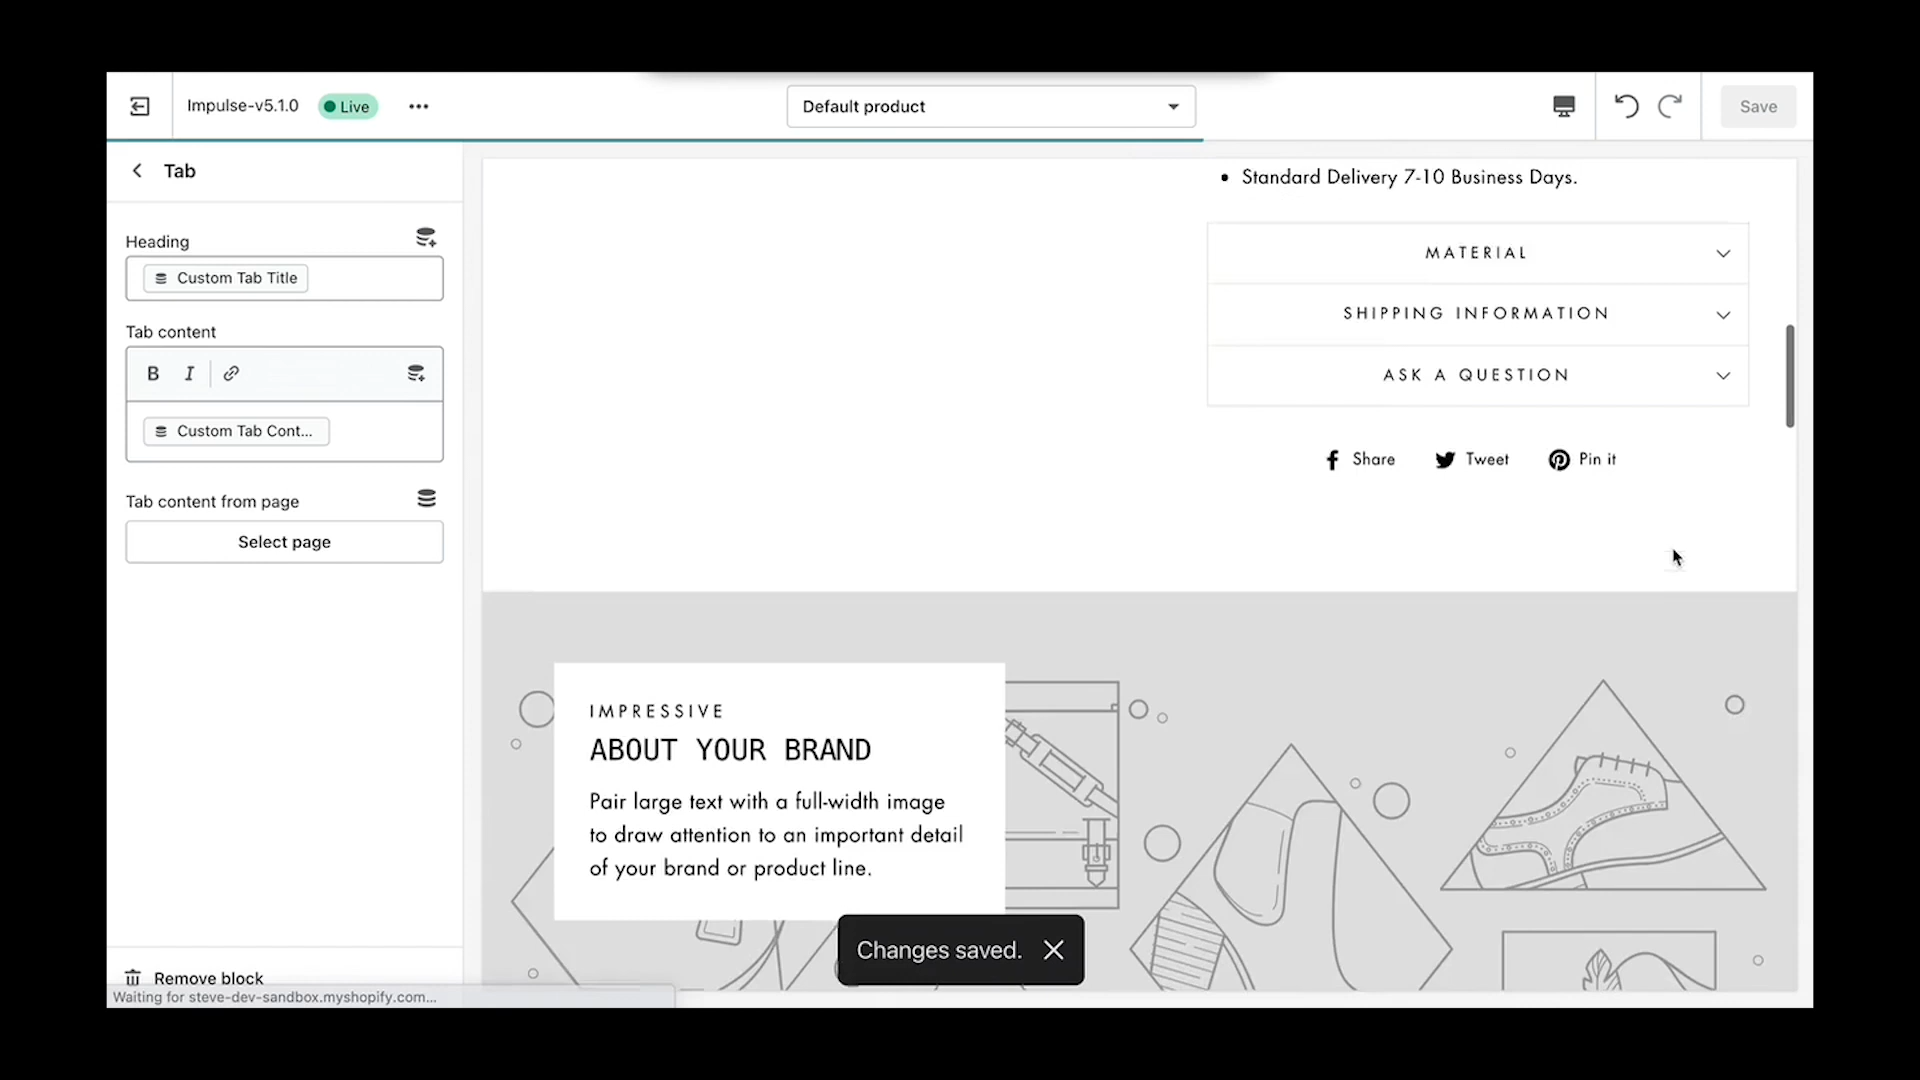 Impulse-v5.1.0
Live
Default product
Save
Tab
Heading
Custom Tab Title
Tab content
B I
Custom Tab Cont...
Tab content from page
Select page
Remove block
Waiting for steve-dev-sandbox.myshopify.com...
Standard Delivery 7-10 Business Days.
MATERIAL
SHIPPING INFORMATION
ASK A QUESTION
Share
Tweet
Pin it
IMPRESSIVE
ABOUT YOUR BRAND
Pair large text with a full-width image
to draw attention to an important detail
of your brand or product line.
Changes saved.